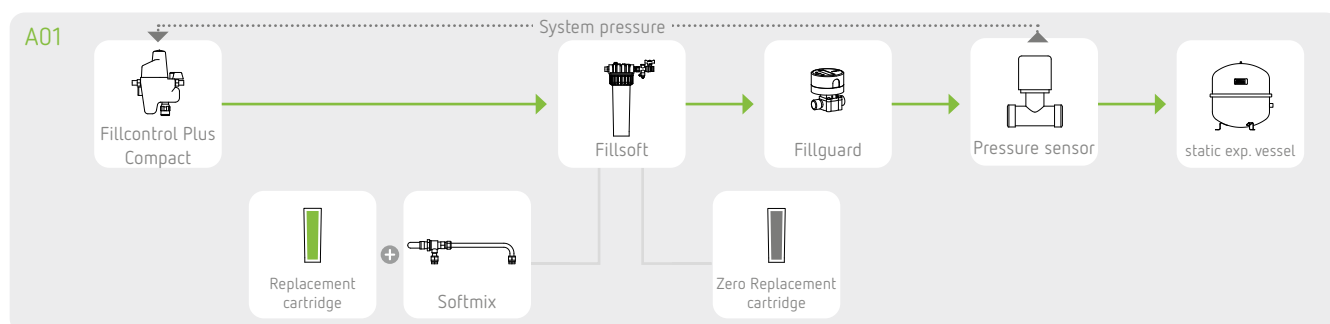 A01
System pressure
Fillcontrol Plus
Compact
Fillsoft
Fillguard
Pressure sensor
static exp. vessel
Replacement
cartridge
Softmix
Zero Replacement
cartridge